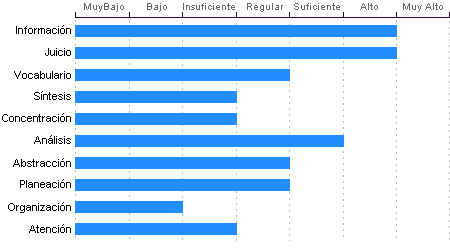 MuyBajo Bajo Insuficiente Regular Suficiente Alto Muy Alto
Información
Juicio
Vocabulario
Síntesis
Concentración
Análisis
Abstracción
Planeación
Organización
Atención